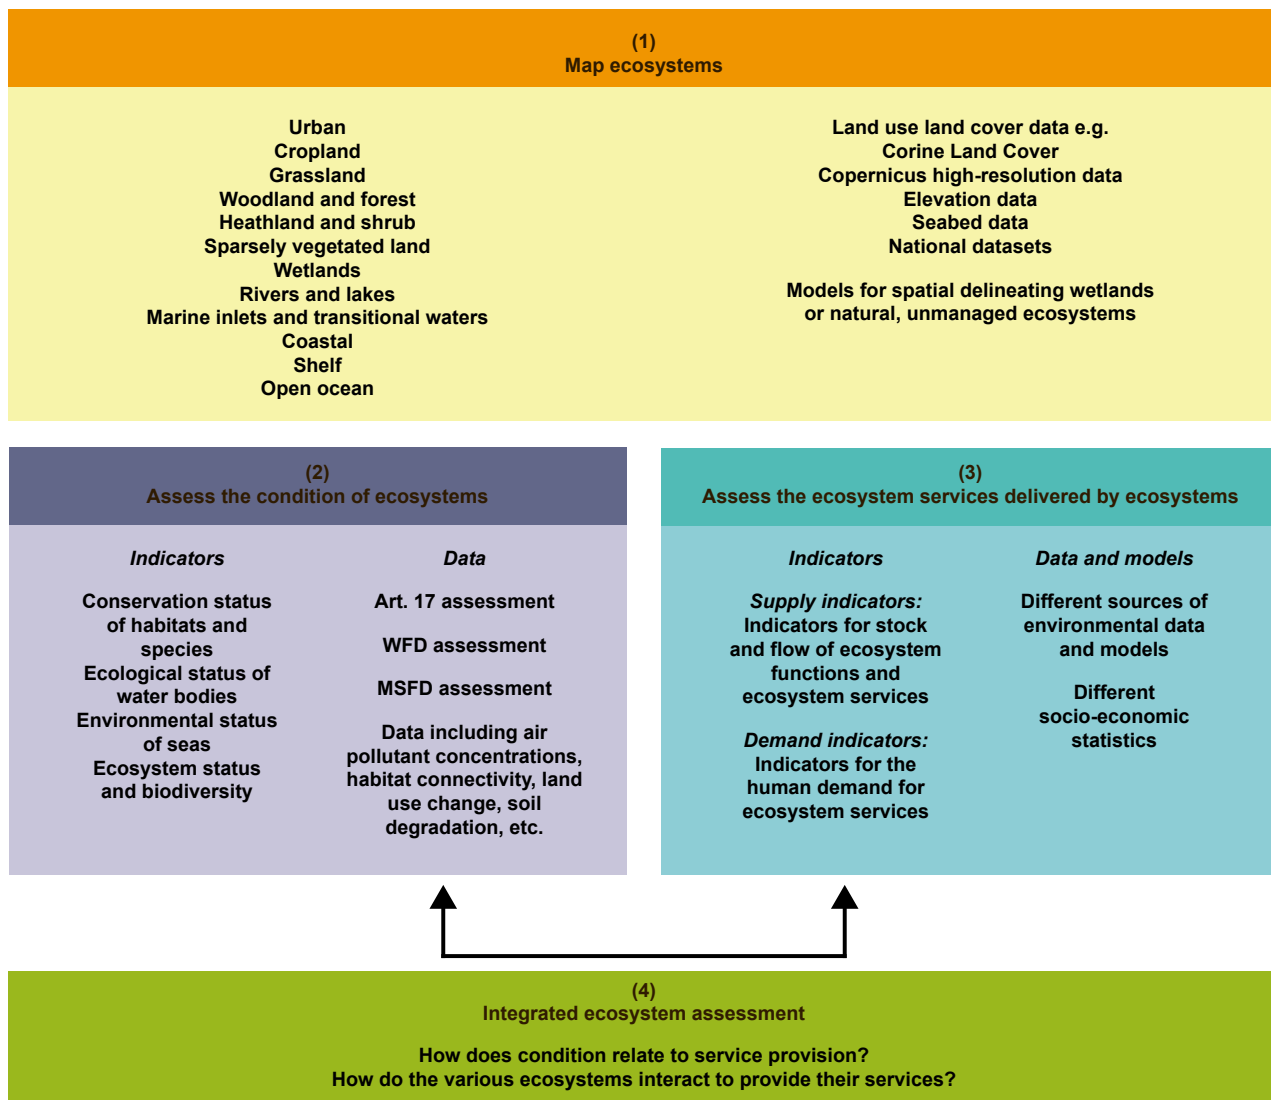 (1)
Map ecosystems
Urban
Cropland
Grassland
Woodland and forest
Heathland and shrub
Sparsely vegetated land
Wetlands
Rivers and lakes
Marine inlets and transitional waters
Coastal
Shelf
Open ocean
Land use land cover data e.g.
Corine Land Cover
Copernicus high-resolution data
Elevation data
Seabed data
National datasets
Models for spatial delineating wetlands
or natural, unmanaged ecosystems
(2)
Assess the condition of ecosystems
Indicators
Conservation status
of habitats and
species
Ecological status of
water bodies
Environmental status
of seas
Ecosystem status
and biodiversity
Data
Art. 17 assessment
WFD assessment
MSFD assessment
Data including air
pollutant concentrations,
habitat connectivity, land
use change, soil
degradation, etc.
(3)
Assess the ecosystem services delivered by ecosystems
Indicators
Supply indicators:
Indicators for stock
and flow of ecosystem
functions and
ecosystem services
Demand indicators:
Indicators for the
human demand for
ecosystem services
Data and models
Different sources of
environmental data
and models
Different
socio-economic
statistics
(4)
Integrated ecosystem assessment
How does condition relate to service provision?
How do the various ecosystems interact to provide their services?